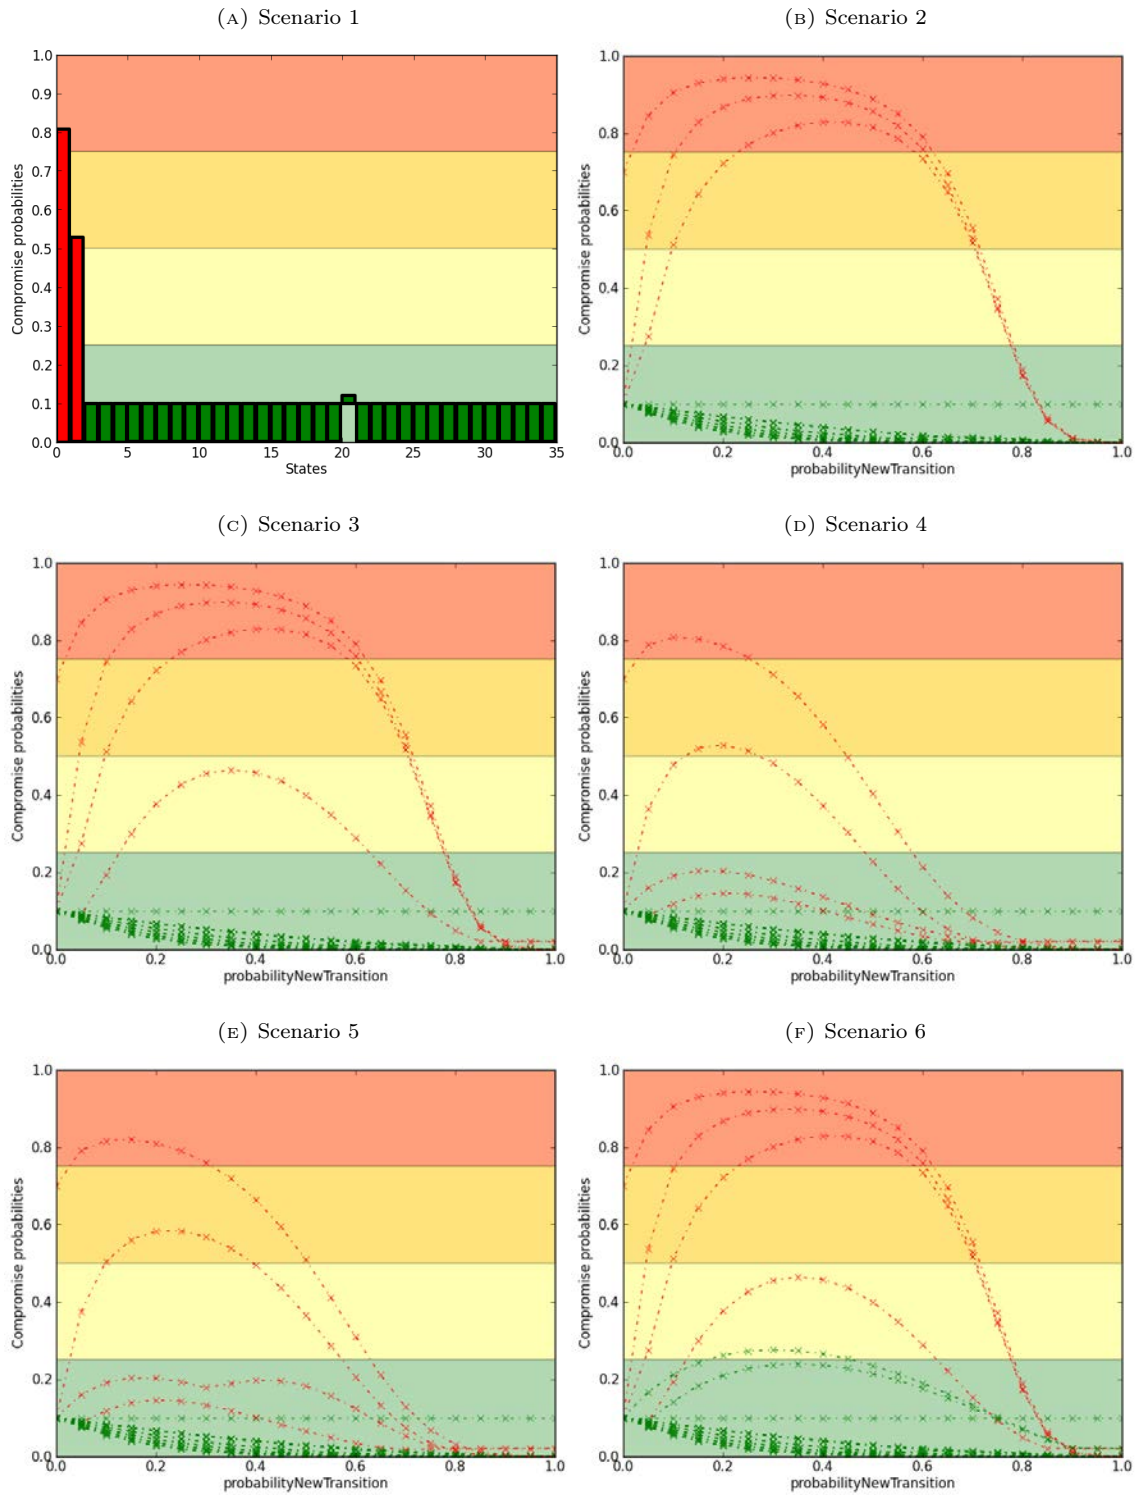 (A) Scenario 1
1.0
0.9
0.8
0.7
0.6
0.5
0.4
0.3
0.2
0.1
0.0
Compromise probabilities
0 5 10 15 20 25 30 35
States
(B) Scenario 2
1.0
0.8
0.6
0.4
0.2
0.0
Compromise probabilities
0.0 0.2 0.4 0.6 0.8 1.0
probabilityNewTransition
(C) Scenario 3
1.0
0.8
0.6
0.4
0.2
0.0
Compromise probabilities
0.0 0.2 0.4 0.6 0.8 1.0
probabilityNewTransition
(D) Scenario 4
1.0
0.8
0.6
0.4
0.2
0.0
Compromise probabilities
0.0 0.2 0.4 0.6 0.8 1.0
probabilityNewTransition
(E) Scenario 5
1.0
0.8
0.6
0.4
0.2
0.0
Compromise probabilities
0.0 0.2 0.4 0.6 0.8 1.0
probabilityNewTransition
(F) Scenario 6
1.0
0.8
0.6
0.4
0.2
0.0
Compromise probabilities
0.0 0.2 0.4 0.6 0.8 1.0
probabilityNewTransition